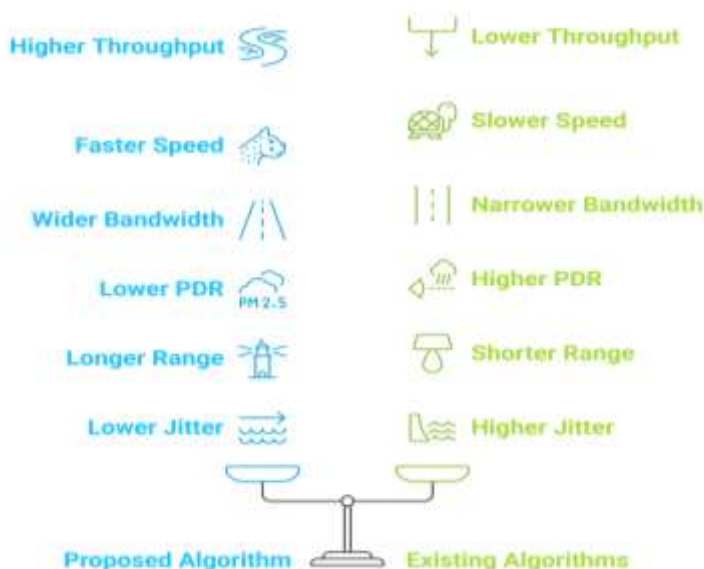 Higher Throughput
Lower Throughput
Faster Speed
Slower Speed
Wider Bandwidth
Narrower Bandwidth
Lower PDR
PM 2.5
Higher PDR
Longer Range
Shorter Range
Lower Jitter
Higher Jitter
Proposed Algorithm
Existing Algorithms